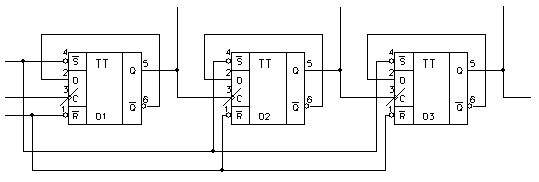 4 S TT Q 5
2 D
3 C
1 R D1 Q 6
4 S TT Q 5
2 D
3 C
1 R D2 Q 6
4 S TT Q 5
2 D
3 C
1 R D3 Q 6